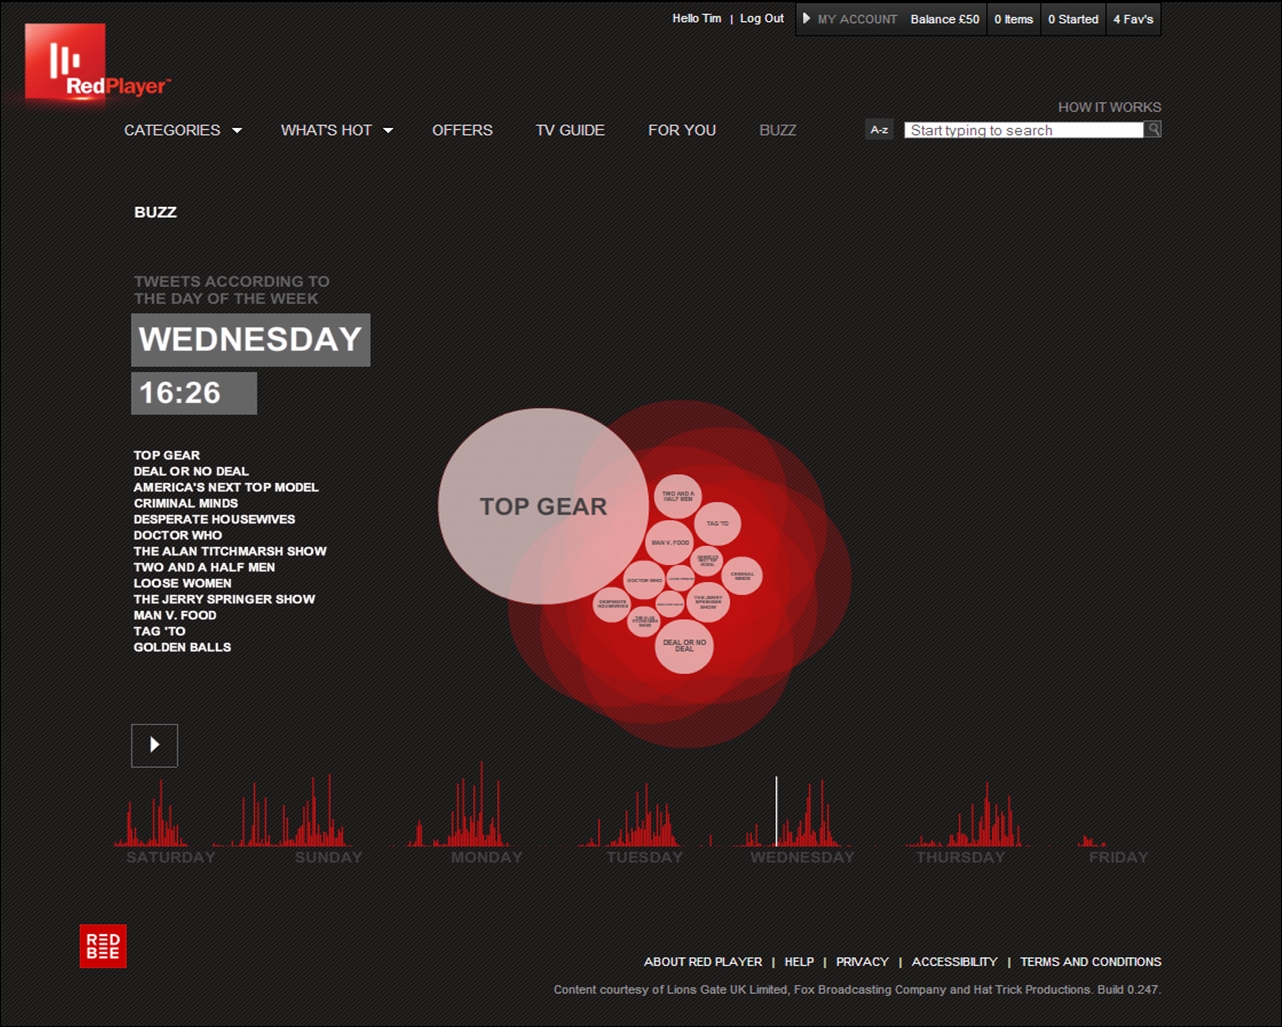 Hello Tim | Log Out
MY ACCOUNT Balance £50 0 Items 0 Started 4 Fav's
RedPlayer™
HOW IT WORKS
CATEGORIES WHAT'S HOT OFFERS TV GUIDE FOR YOU BUZZ A-z Start typing to search
BUZZ
TWEETS ACCORDING TO
THE DAY OF THE WEEK
WEDNESDAY
16:26
TOP GEAR
DEAL OR NO DEAL
AMERICA'S NEXT TOP MODEL
CRIMINAL MINDS
DESPERATE HOUSEWIVES
DOCTOR WHO
THE ALAN TITCHMARSH SHOW
TWO AND A HALF MEN
LOOSE WOMEN
THE JERRY SPRINGER SHOW
MAN V. FOOD
TAG 'TO
GOLDEN BALLS
TOP GEAR
TWO AND A
HALF MEN
TAG 'TO
MAN V. FOOD
DOCTOR WHO
CRIMINAL
MINDS
DESPERATE
HOUSEWIVES
THE JERRY
SPRINGER
SHOW
THE ALAN
TITCHMARSH
SHOW
DEAL OR NO
DEAL
SATURDAY SUNDAY MONDAY TUESDAY WEDNESDAY THURSDAY FRIDAY
RED
BEE
ABOUT RED PLAYER | HELP | PRIVACY | ACCESSIBILITY | TERMS AND CONDITIONS
Content courtesy of Lions Gate UK Limited, Fox Broadcasting Company and Hat Trick Productions. Build 0.247.